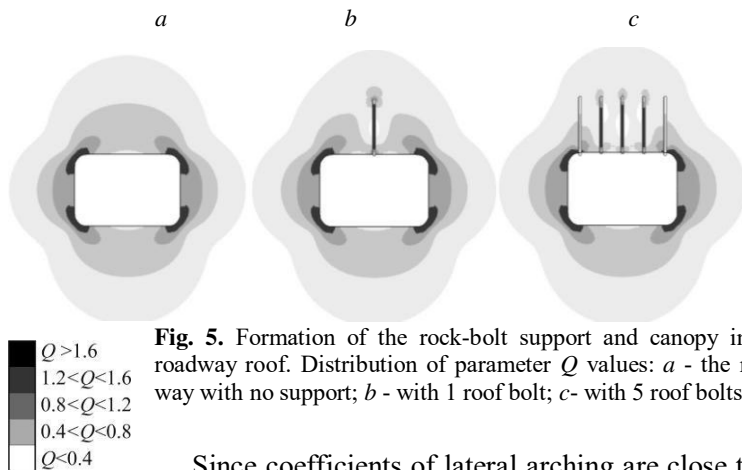 a b c
Fig. 5. Formation of the rock-bolt support and canopy in
roadway roof. Distribution of parameter Q values: a - the
way with no support; b - with 1 roof bolt; c- with 5 roof bolts
Q >1.6
1.2<Q<1.6
0.8<Q<1.2
0.4<Q<0.8
Q<0.4
Since coefficients of lateral arching are close